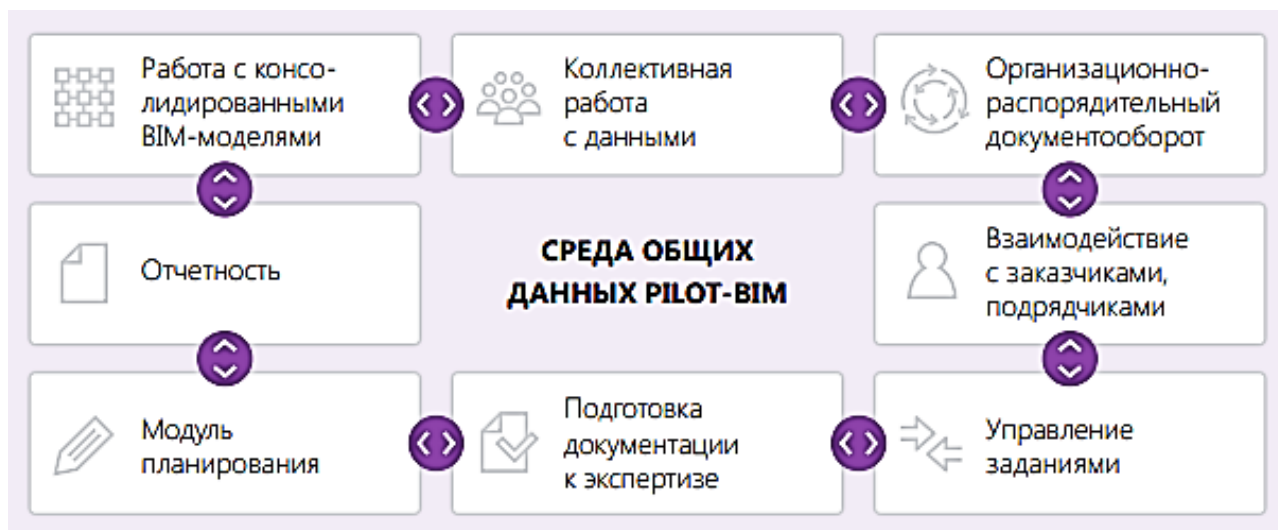 Работа с консо-
лидированными
BIM-моделями
Коллективная
работа
с данными
Организационно-
распорядительный
документооборот
Отчетность
СРЕДА ОБЩИХ
ДАННЫХ PILOT-BIM
Взаимодействие
с заказчиками,
подрядчиками
Модуль
планирования
Подготовка
документации
к экспертизе
Управление
заданиями